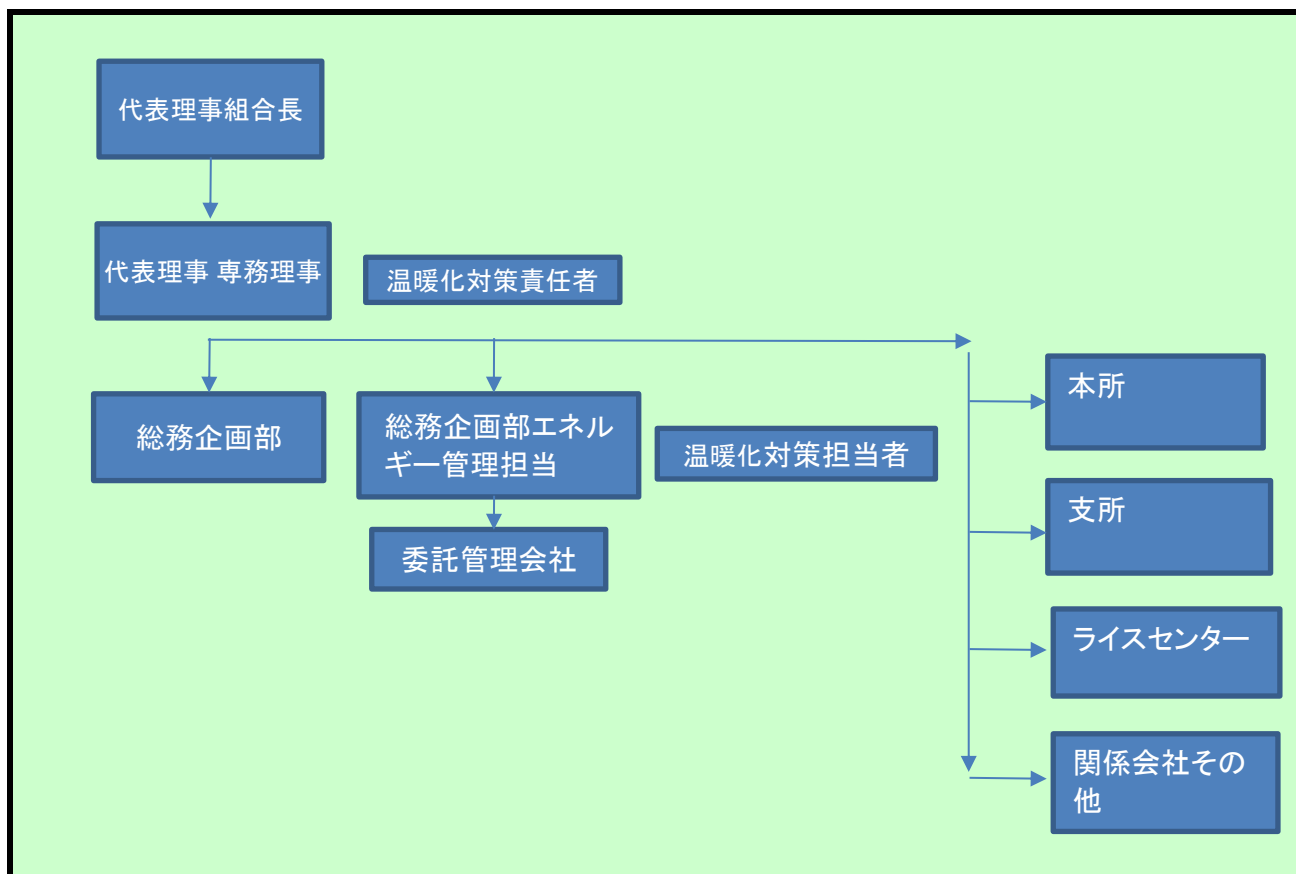 代表理事組合長
代表理事 専務理事
温暖化対策責任者
総務企画部
総務企画部エネル
ギー管理担当
温暖化対策担当者
委託管理会社
本所
支所
ライスセンター
関係会社その
他